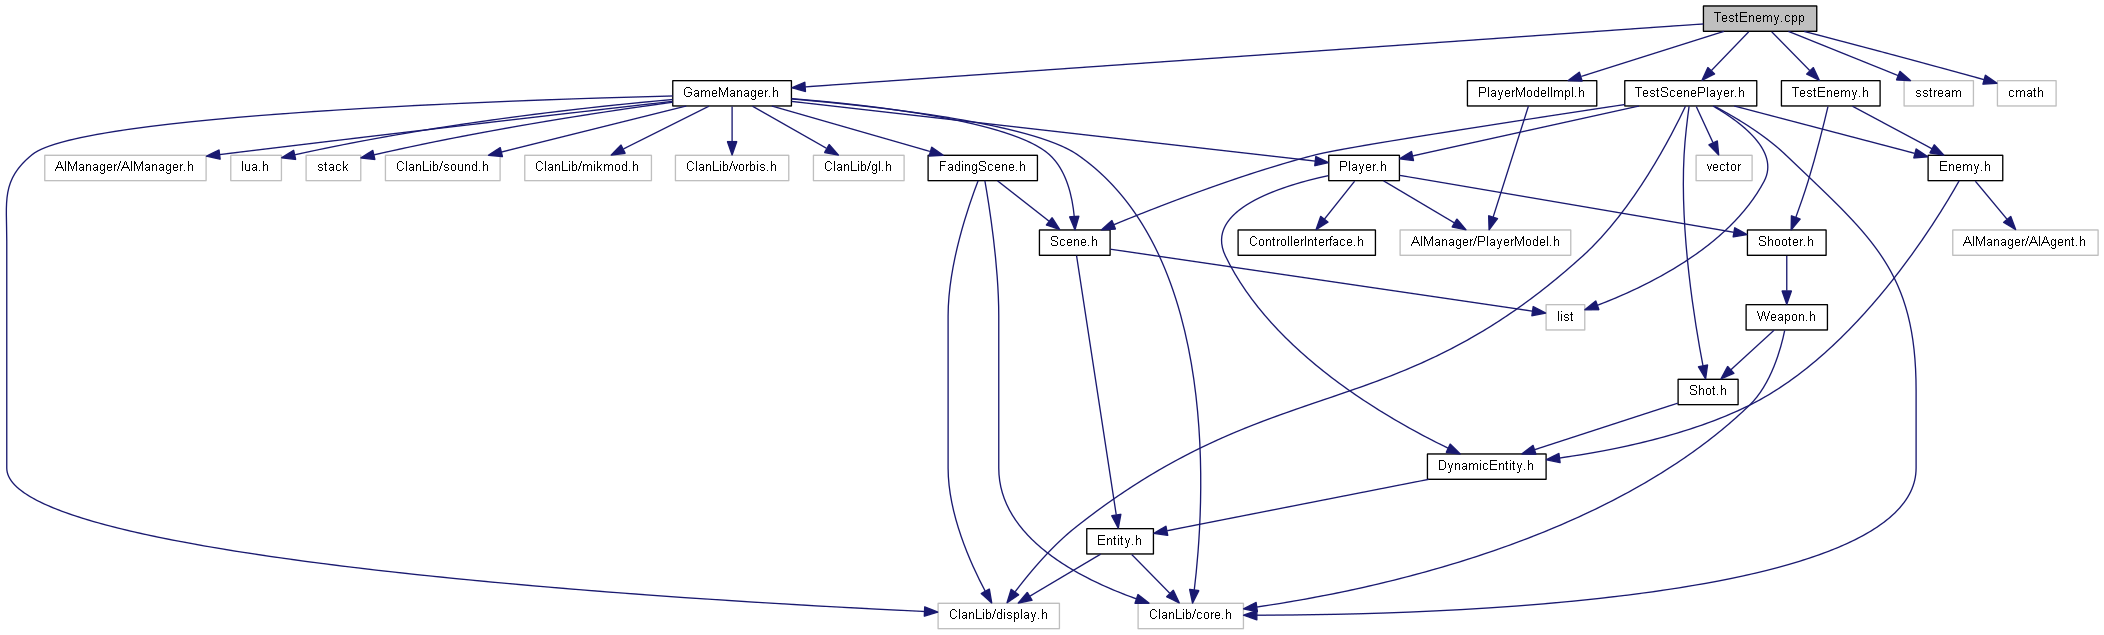 TestEnemy.cpp
GameManager.h
PlayerModelImpl.h
TestScenePlayer.h
TestEnemy.h
sstream
cmath
AIManager/AIManager.h
lua.h
stack
ClanLib/sound.h
ClanLib/mikmod.h
ClanLib/vorbis.h
ClanLib/gl.h
FadingScene.h
Player.h
vector
Enemy.h
Scene.h
ControllerInterface.h
AIManager/PlayerModel.h
Shooter.h
AIManager/AIAgent.h
list
Weapon.h
Shot.h
DynamicEntity.h
Entity.h
ClanLib/display.h
ClanLib/core.h